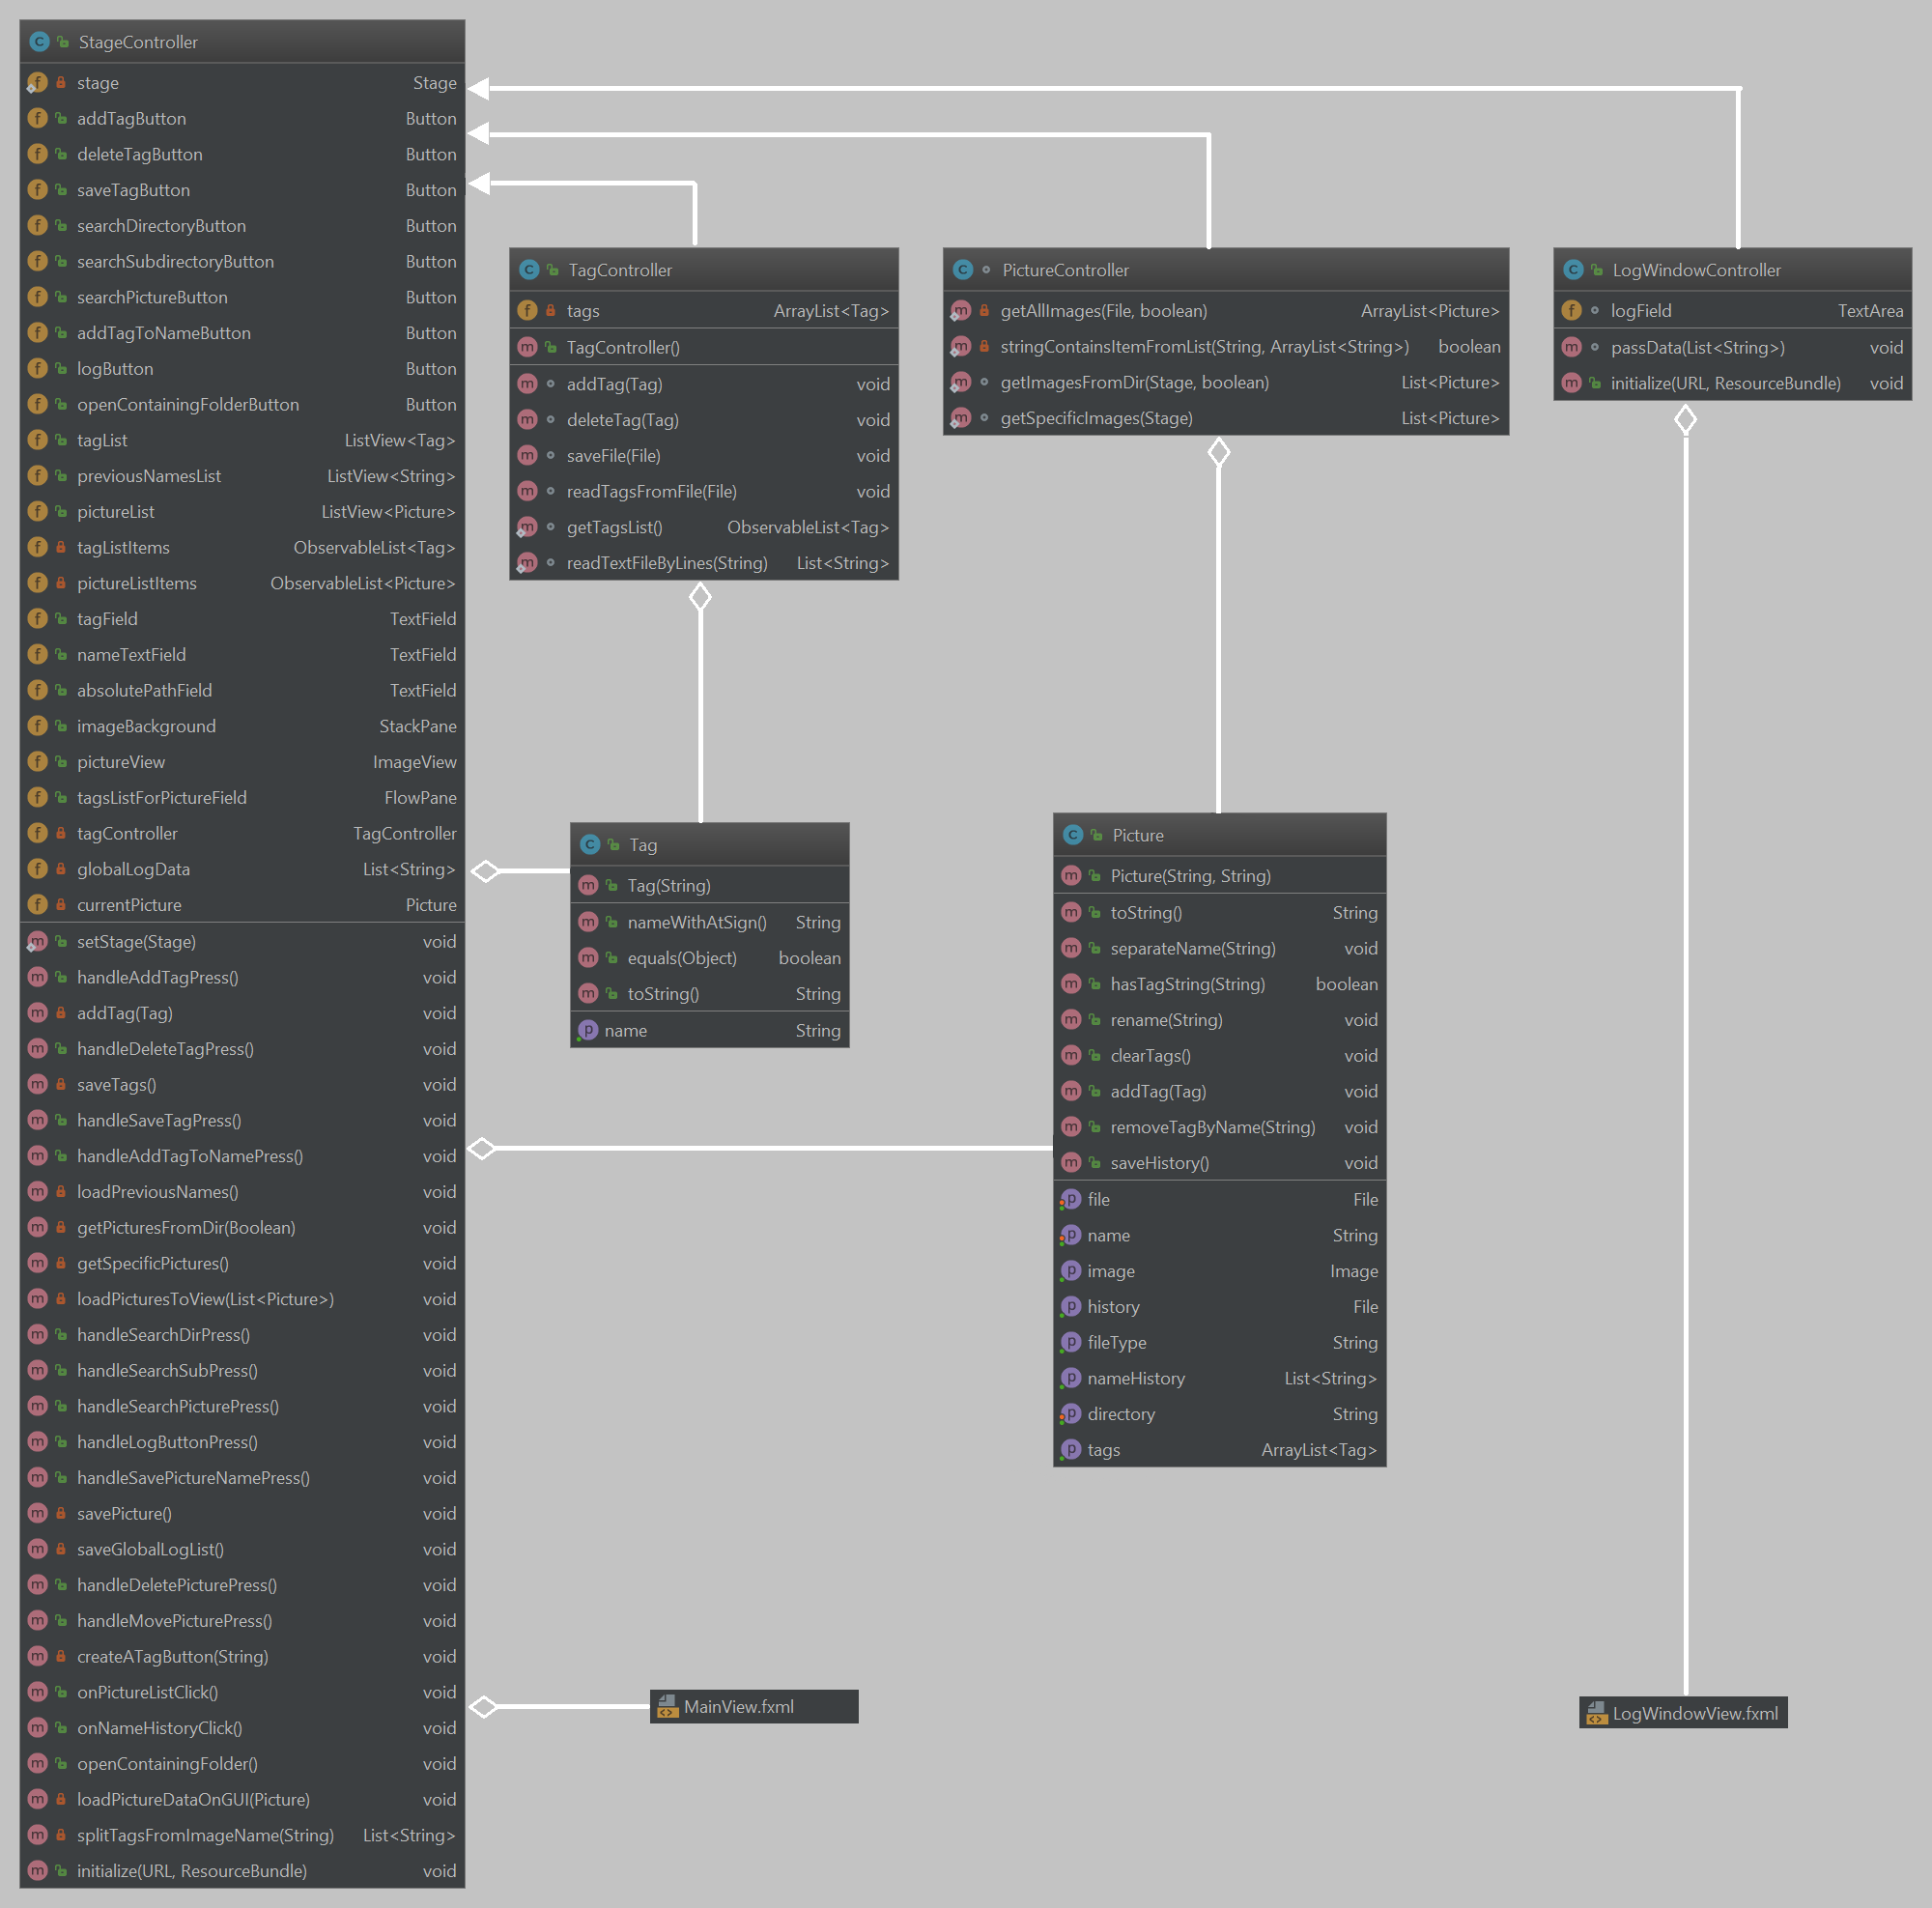 StageController
stage Stage
addTagButton Button
deleteTagButton Button
saveTagButton Button
searchDirectoryButton Button
searchSubdirectoryButton Button
searchPictureButton Button
addTagToNameButton Button
logButton Button
openContainingFolderButton Button
tagList ListView<Tag>
previousNamesList ListView<String>
pictureList ListView<Picture>
tagListItems ObservableList<Tag>
pictureListItems ObservableList<Picture>
tagField TextField
nameTextField TextField
absolutePathField TextField
imageBackground StackPane
pictureView ImageView
tagsListForPictureField FlowPane
tagController TagController
globalLogData List<String>
currentPicture Picture
setStage(Stage) void
handleAddTagPress() void
addTag(Tag) void
handleDeleteTagPress() void
saveTags() void
handleSaveTagPress() void
handleAddTagToNamePress() void
loadPreviousNames() void
getPicturesFromDir(Boolean) void
getSpecificPictures() void
loadPicturesToView(List<Picture>) void
handleSearchDirPress() void
handleSearchSubPress() void
handleSearchPicturePress() void
handleLogButtonPress() void
handleSavePictureNamePress() void
savePicture() void
saveGlobalLogList() void
handleDeletePicturePress() void
handleMovePicturePress() void
createATagButton(String) void
onPictureListClick() void
onNameHistoryClick() void
openContainingFolder() void
loadPictureDataOnGUI(Picture) void
splitTagsFromImageName(String) List<String>
initialize(URL, ResourceBundle) void
TagController
tags ArrayList<Tag>
TagController()
addTag(Tag) void
deleteTag(Tag) void
saveFile(File) void
readTagsFromFile(File) void
getTagsList() ObservableList<Tag>
readTextFileByLines(String) List<String>
PictureController
getAllImages(File, boolean) ArrayList<Picture>
stringContainsItemFromList(String, ArrayList<String>) boolean
getImagesFromDir(Stage, boolean) List<Picture>
getSpecificImages(Stage) List<Picture>
LogWindowController
logField TextArea
passData(List<String>) void
initialize(URL, ResourceBundle) void
Tag
Tag(String)
nameWithAtSign() String
equals(Object) boolean
toString() String
name String
Picture
Picture(String, String)
toString() String
separateName(String) void
hasTagString(String) boolean
rename(String) void
clearTags() void
addTag(Tag) void
removeTagByName(String) void
saveHistory() void
file File
name String
image Image
history File
fileType String
nameHistory List<String>
directory String
tags ArrayList<Tag>
MainView.fxml
LogWindowView.fxml